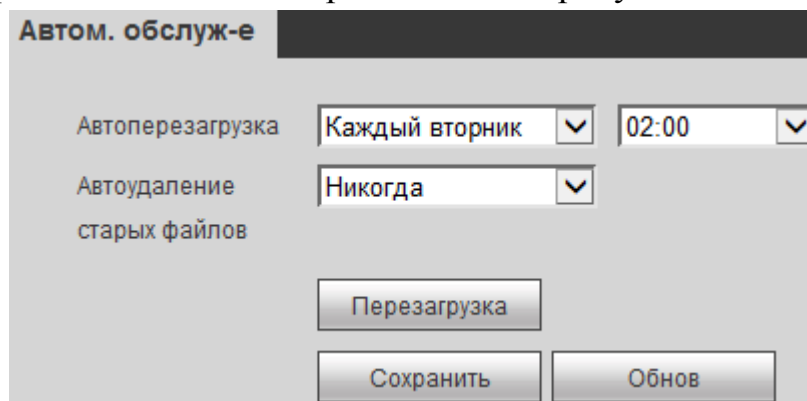 Автом. обслуж-е
Автоперезагрузка Каждый вторник 02:00
Автоудаление Никогда
старых файлов
Перезагрузка
Сохранить Обнов